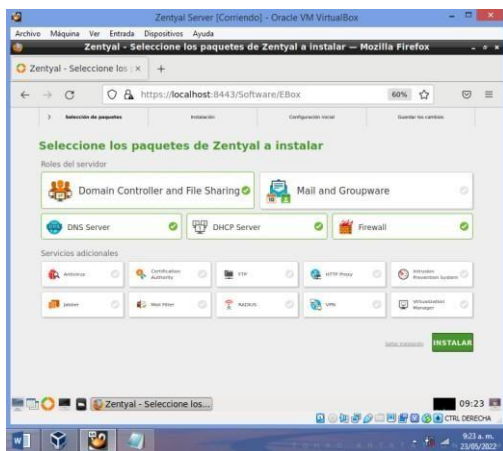 Zentyal Server [Corriendo] - Oracle VM VirtualBox
Archivo Máquina Ver Entrada Dispositivos Ayuda
Zentyal - Seleccione los paquetes de Zentyal a instalar — Mozilla Firefox
Zentyal - Seleccione los
https://localhost:8443/Software/EBox 60%
Selección de paquetes Instalación Configuración inicial Guardar los cambios
Seleccione los paquetes de Zentyal a instalar
Roles del servidor
Domain Controller and File Sharing Mail and Groupware
DNS Server DHCP Server Firewall
Servicios adicionales
Antivirus Certification Authority FTP HTTP Proxy Intrusion Prevention System
Jabber Mail Filter RADIUS VPN Virtualization Manager
INSTALAR
Zentyal - Seleccione los... 09:23
CTRL DERECHA
9:23 a. m.
23/05/2022